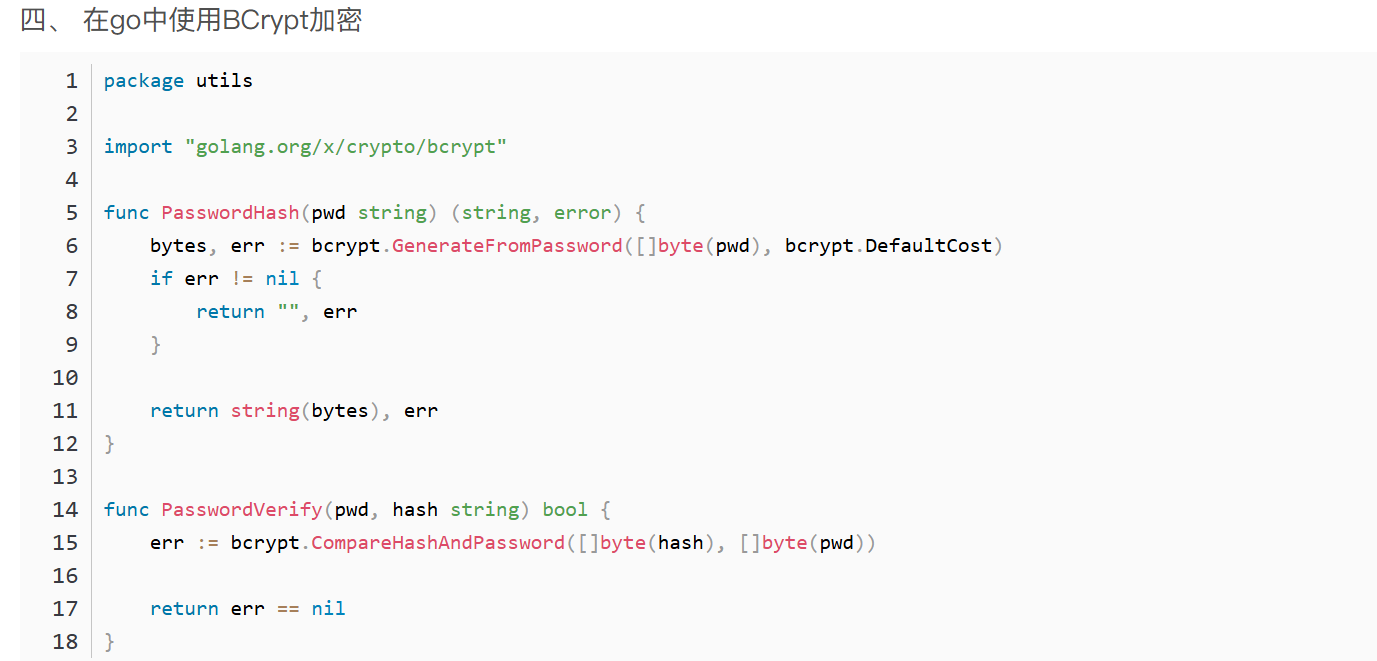 四、 在go中使用BCrypt加密
1 package utils
2
3 import "golang.org/x/crypto/bcrypt"
4
5 func PasswordHash(pwd string) (string, error) {
6     bytes, err := bcrypt.GenerateFromPassword([]byte(pwd), bcrypt.DefaultCost)
7     if err != nil {
8         return "", err
9     }
10
11     return string(bytes), err
12 }
13
14 func PasswordVerify(pwd, hash string) bool {
15     err := bcrypt.CompareHashAndPassword([]byte(hash), []byte(pwd))
16
17     return err == nil
18 }